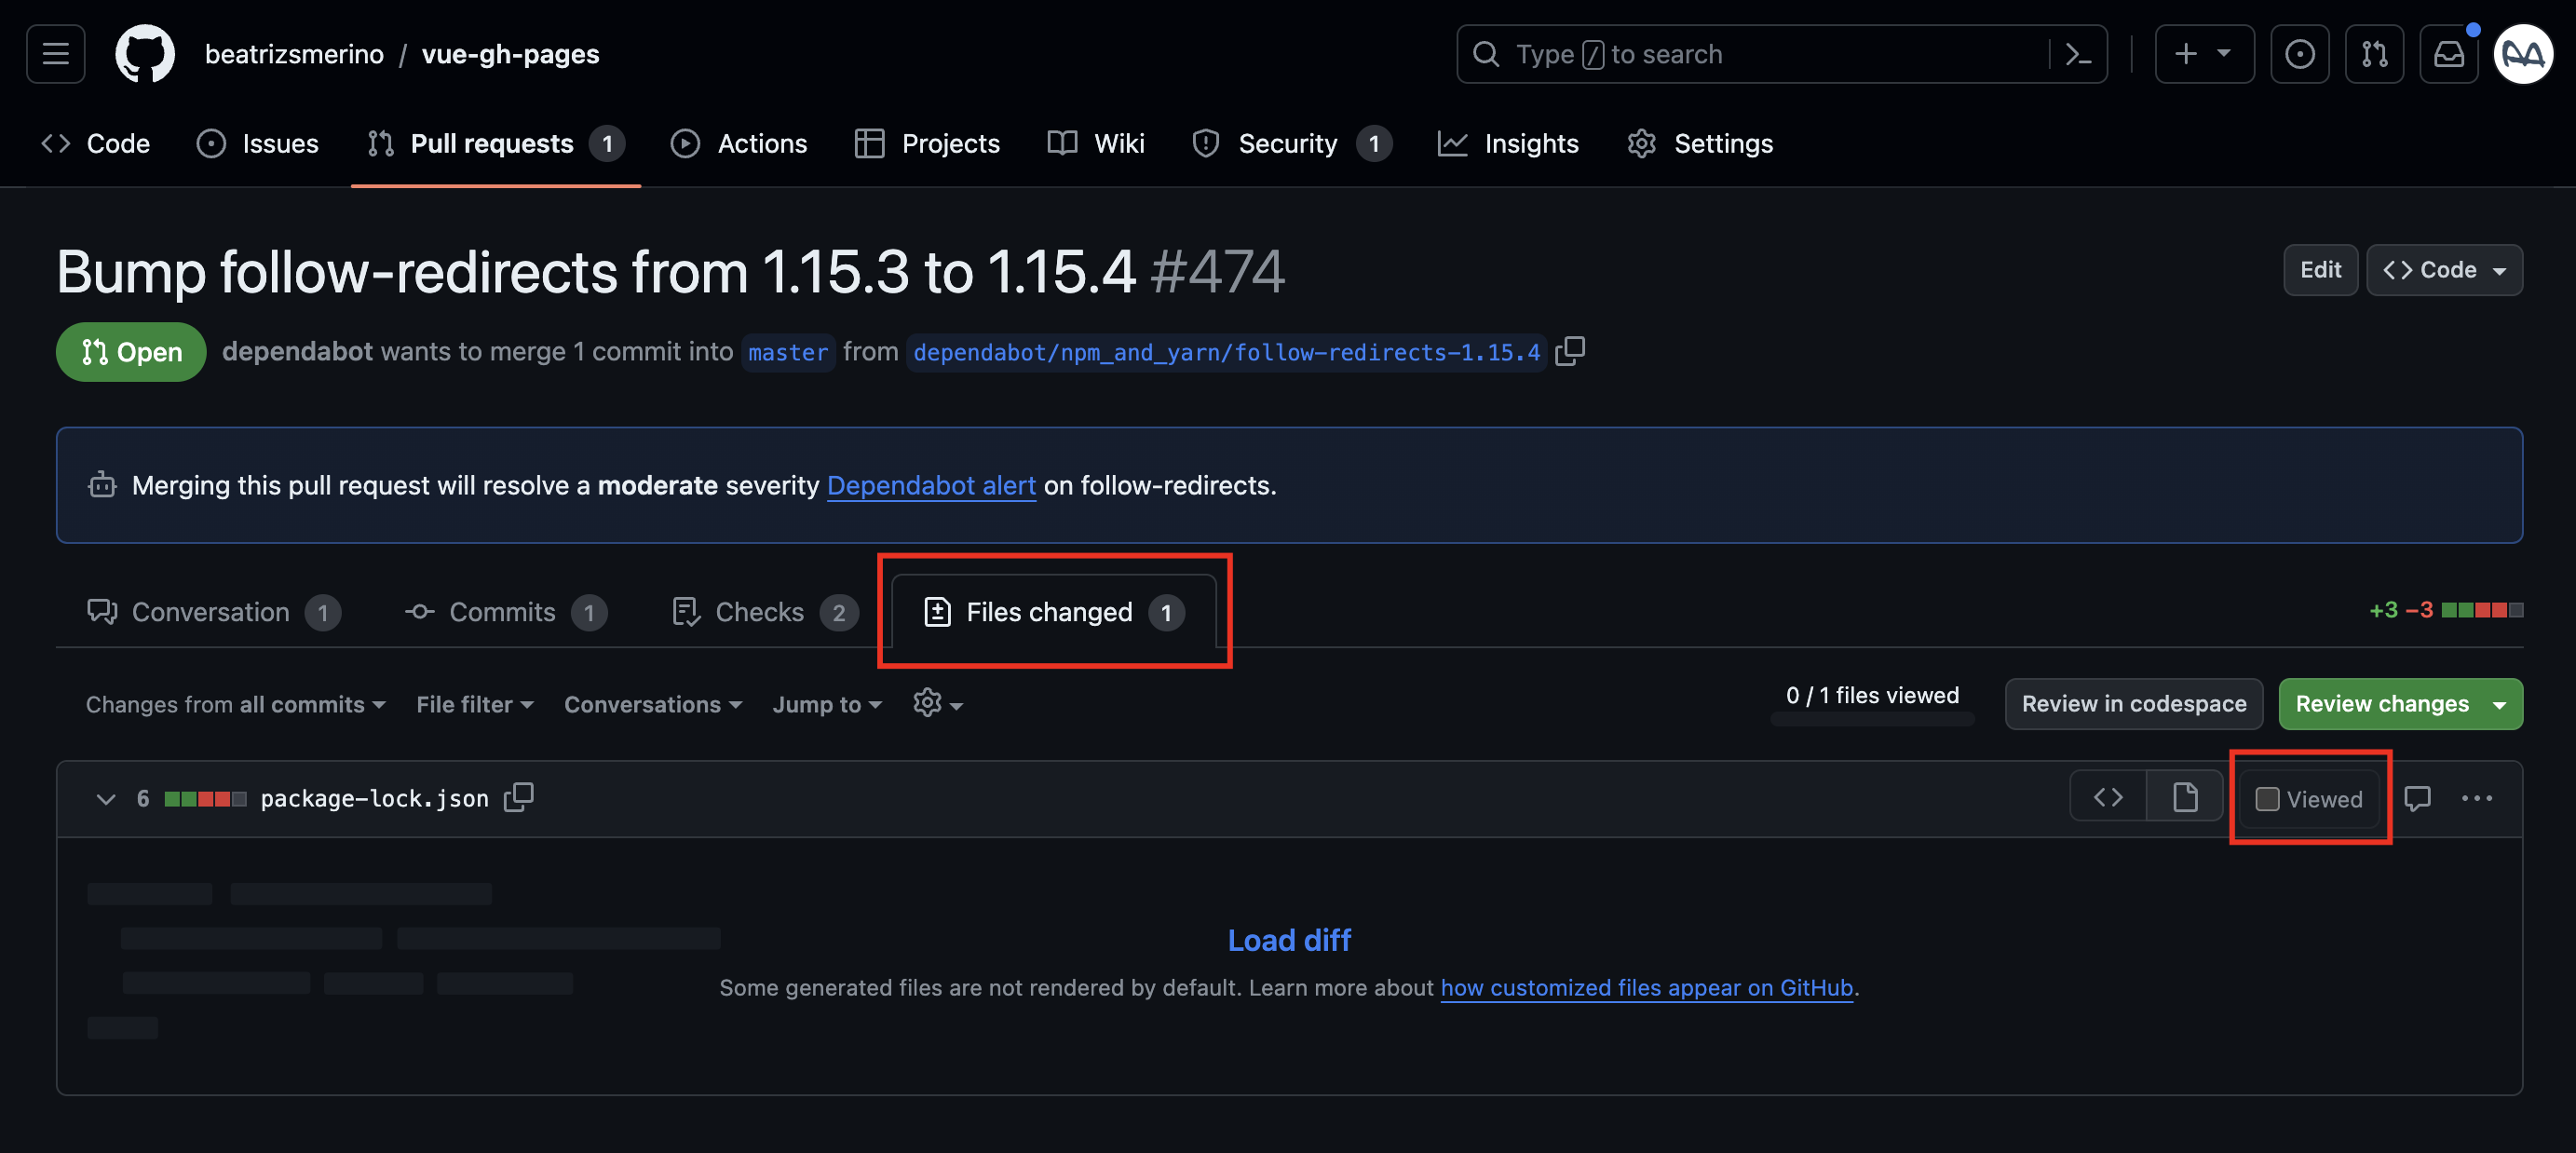 beatrizsmerino / vue-gh-pages
Type / to search
Code
Issues
Pull requests 1
Actions
Projects
Wiki
Security 1
Insights
Settings
Bump follow-redirects from 1.15.3 to 1.15.4 #474
Edit
Code
Open
dependabot wants to merge 1 commit into master from dependabot/npm_and_yarn/follow-redirects-1.15.4
Merging this pull request will resolve a moderate severity Dependabot alert on follow-redirects.
Conversation 1
Commits 1
Checks 2
Files changed 1
+3 −3
Changes from all commits
File filter
Conversations
Jump to
0 / 1 files viewed
Review in codespace
Review changes
6
package-lock.json
Viewed
Load diff
Some generated files are not rendered by default. Learn more about how customized files appear on GitHub.